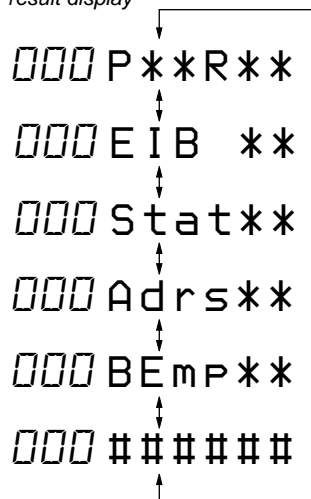 result display
000 P**R**
000 EIB **
000 Stat**
000 Adrs**
000 BEmp**
000 ######